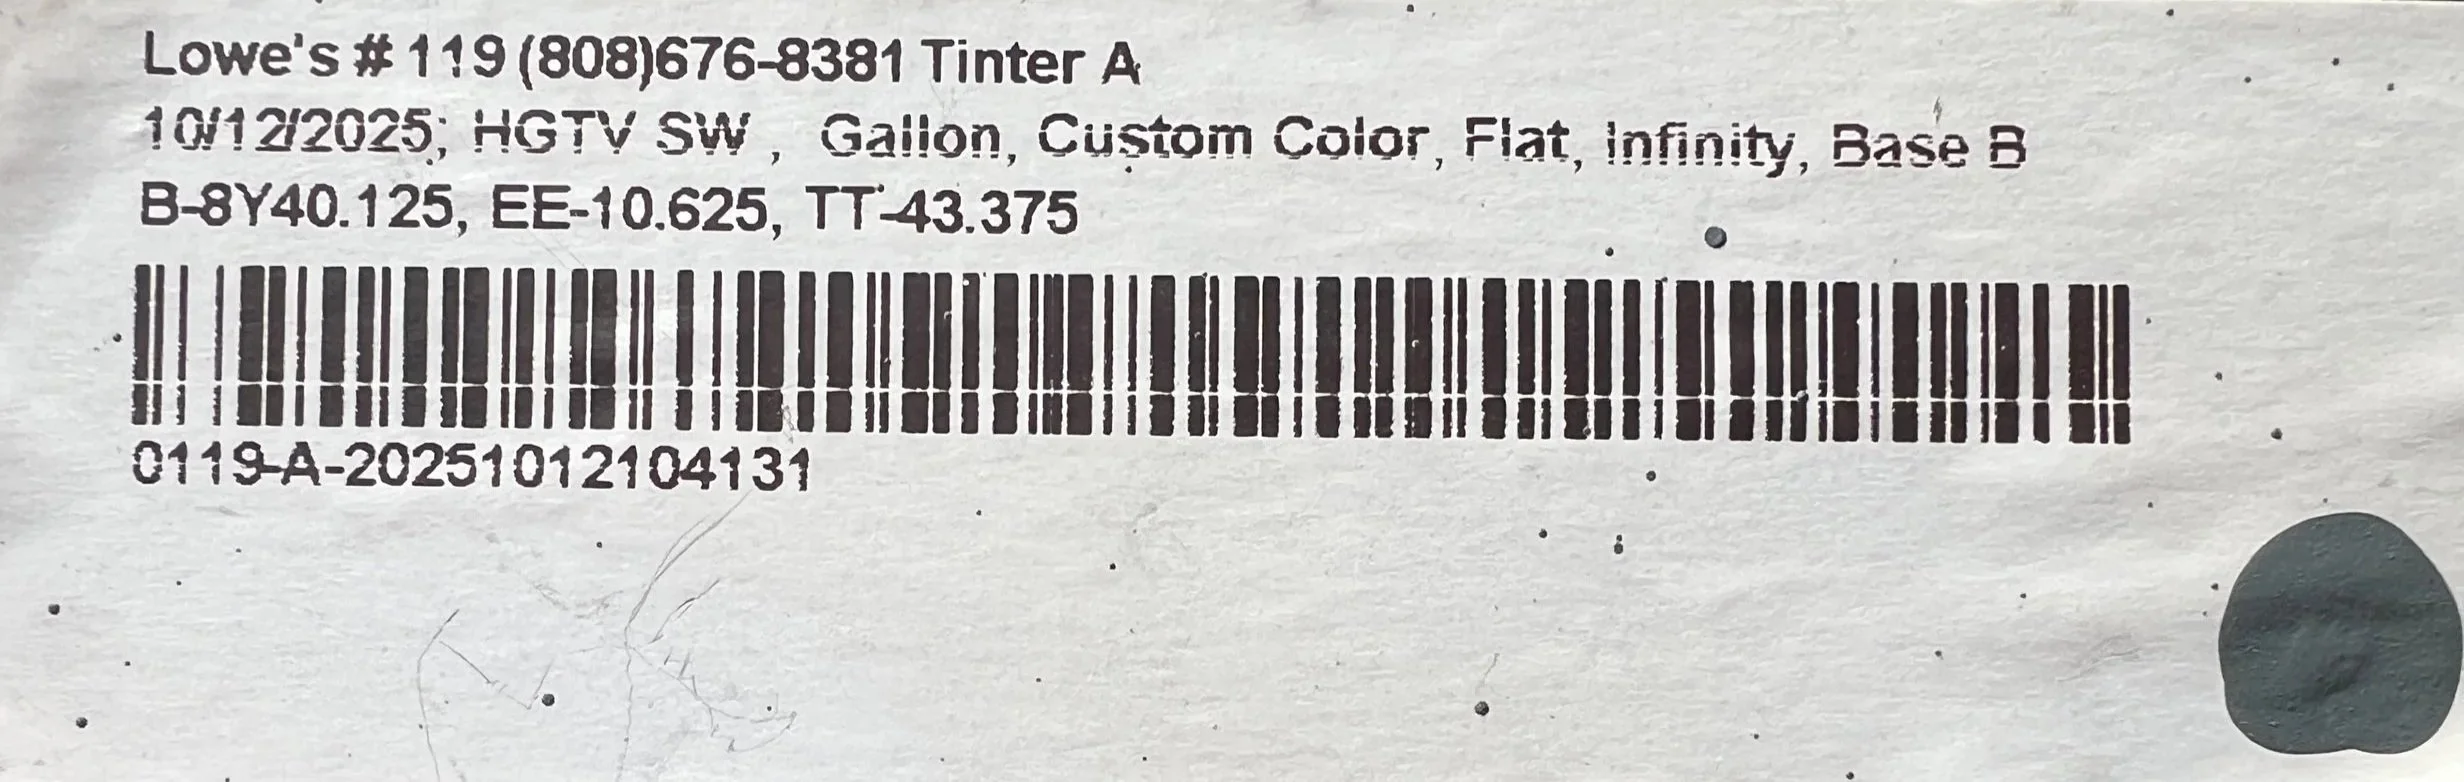 Lowe's # 119 (808)676-8381 Tinter A
10/12/2025; HGTV SW , Gallon, Custom Color, Flat, Infinity, Base B
B-8Y40.125, EE-10.625, TT-43.375
0119-A-20251012104131